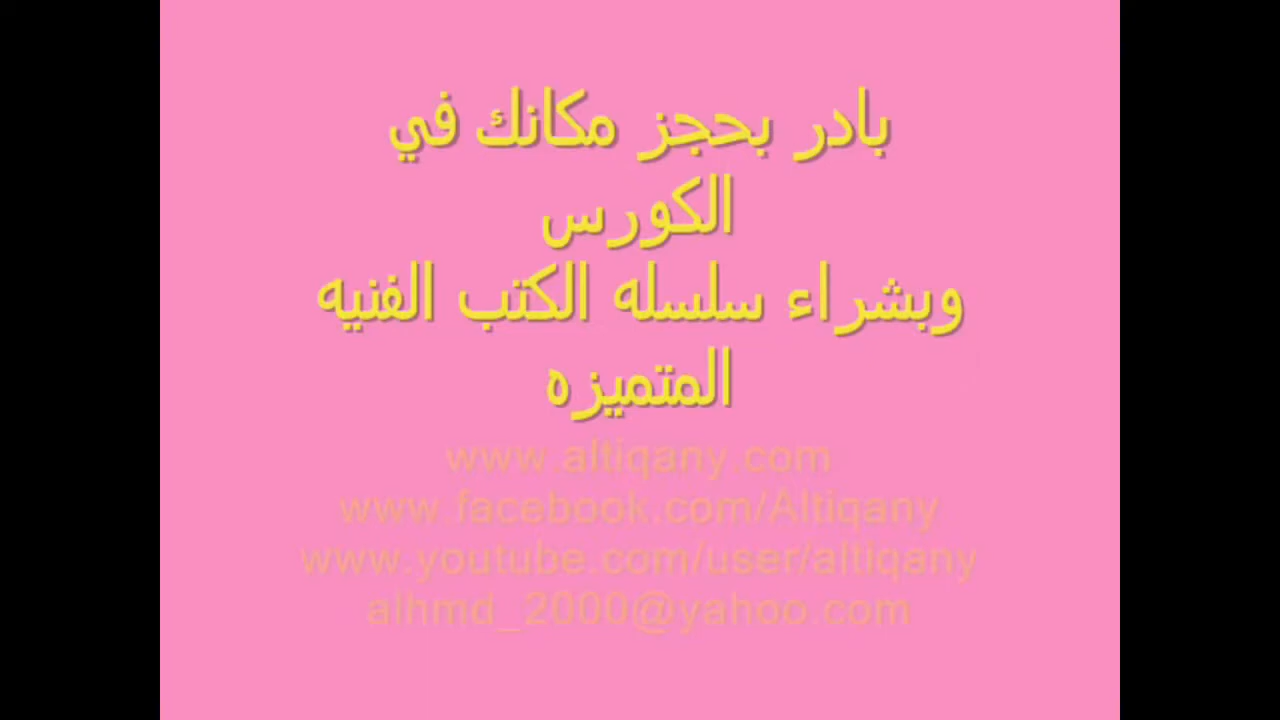 بادر بحجز مكانك في
الكورس
وبشراء سلسله الكتب الفنيه
المتميزه
www.altiqany.com
www.facebook.com/Altiqany
www.youtube.com/user/altiqany
alhmd_2000@yahoo.com